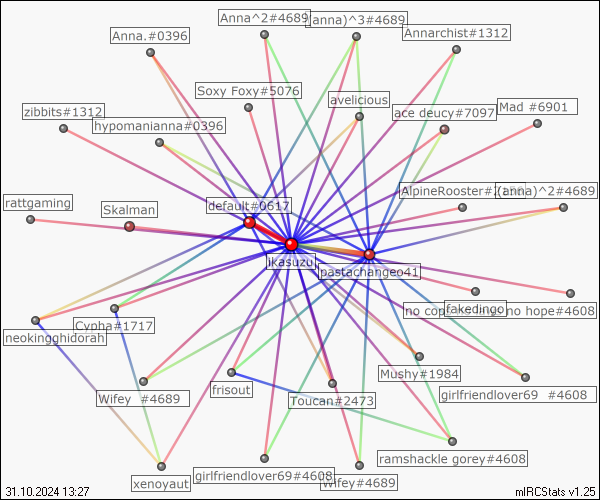 Anna^2#4689
(anna)^3#4689
Anna.#0396
Annarchist#1312
Soxy Foxy#5076
avelicious
zibbits#1312
hypomanianna#0396
ace deucy#7097
Mad #6901
default#0617
AlpineRooster#
(anna)^2#4689
rattgaming
Skalman
ikasuzu
pastachangeo41
fakedingo
no hope#4608
neokingghidorah
Cypha#1717
Mushy#1984
Wifey #4689
frisout
Toucan#2473
girlfriendlover69 #4608
xenoyaut
girlfriendlover69#4608
Wifey#4689
ramshackle gorey#4608
31.10.2024 13:27
mIRCStats v1.25